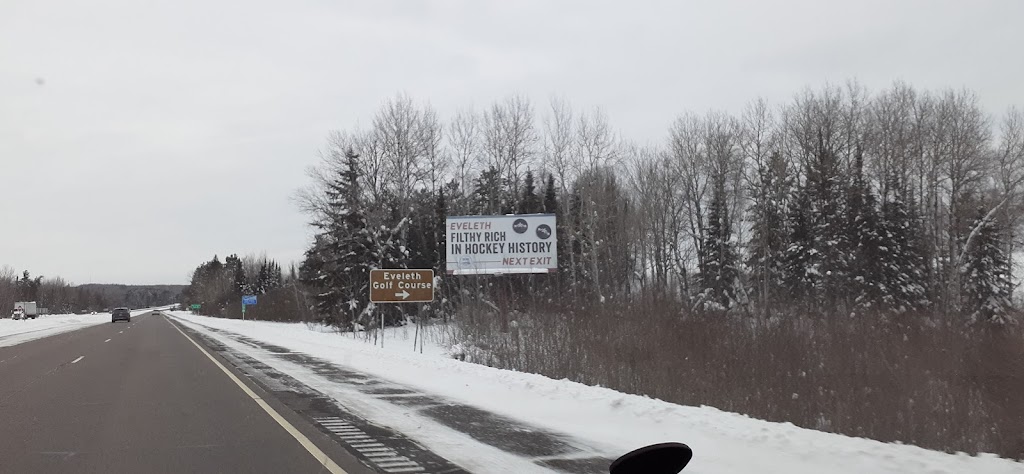 EVELETH
FILTHY RICH
IN HOCKEY HISTORY
NEXT EXIT
Eveleth
Golf Course